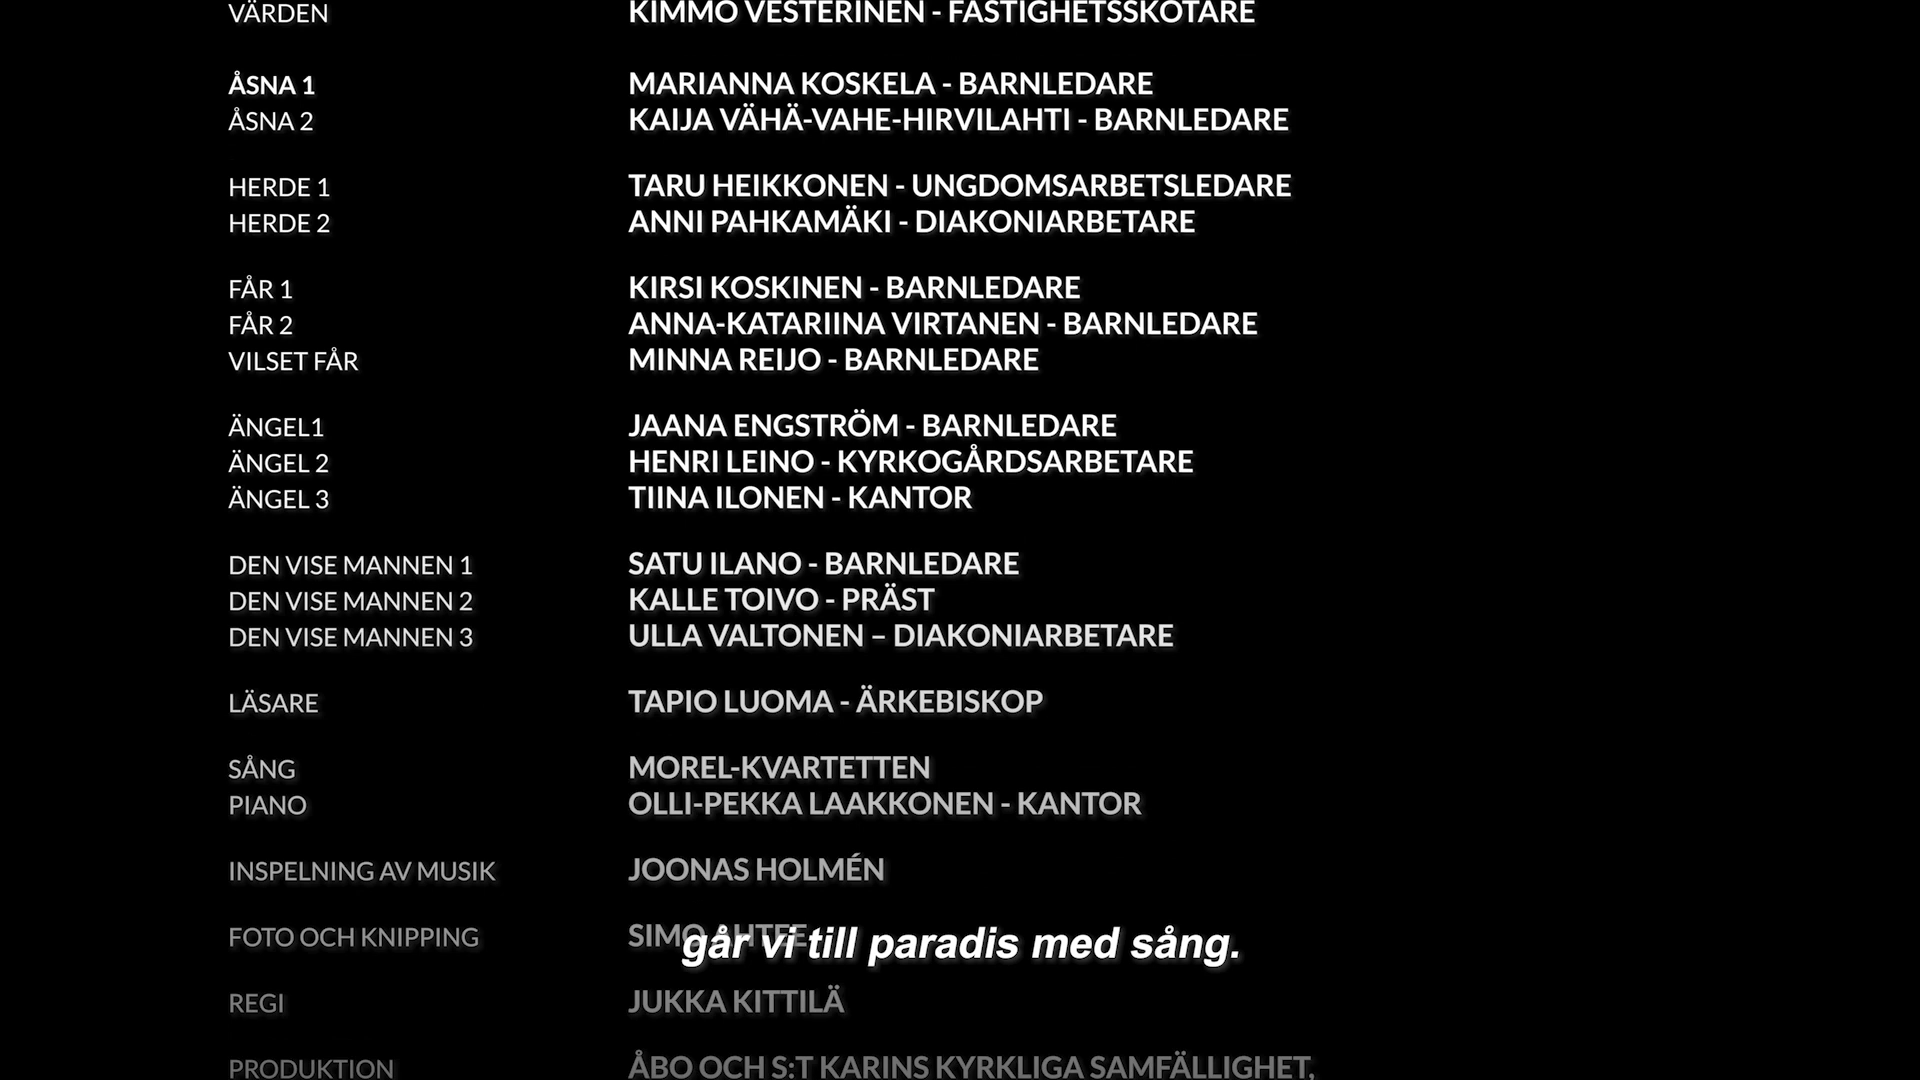 VÄRDEN KIMMO VESTERINEN - FASTIGHETSSKÖTARE
ÅSNA 1 MARIANNA KOSKELA - BARNLEDARE
ÅSNA 2 KAIJA VÄHÄ-VAHE-HIRVILAHTI - BARNLEDARE
HERDE 1 TARU HEIKKONEN - UNGDOMSARBETSLEDARE
HERDE 2 ANNI PAHKAMÄKI - DIAKONIARBETARE
FÅR 1 KIRSI KOSKINEN - BARNLEDARE
FÅR 2 ANNA-KATARIINA VIRTANEN - BARNLEDARE
VILSET FÅR MINNA REIJO - BARNLEDARE
ÄNGEL1 JAANA ENGSTRÖM - BARNLEDARE
ÄNGEL 2 HENRI LEINO - KYRKOGÅRDSARBETARE
ÄNGEL 3 TIINA ILONEN - KANTOR
DEN VISE MANNEN 1 SATU ILANO - BARNLEDARE
DEN VISE MANNEN 2 KALLE TOIVO - PRÄST
DEN VISE MANNEN 3 ULLA VALTONEN – DIAKONIARBETARE
LÄSARE TAPIO LUOMA - ÄRKEBISKOP
SÅNG MOREL-KVARTETTEN
PIANO OLLI-PEKKA LAAKKONEN - KANTOR
INSPELNING AV MUSIK JOONAS HOLMÉN
FOTO OCH KNIPPING SIMO AHTEE
går vi till paradis med sång.
REGI JUKKA KITTILÄ
PRODUKTION ÅBO OCH S:T KARINS KYRKLIGA SAMFÄLLIGHET,